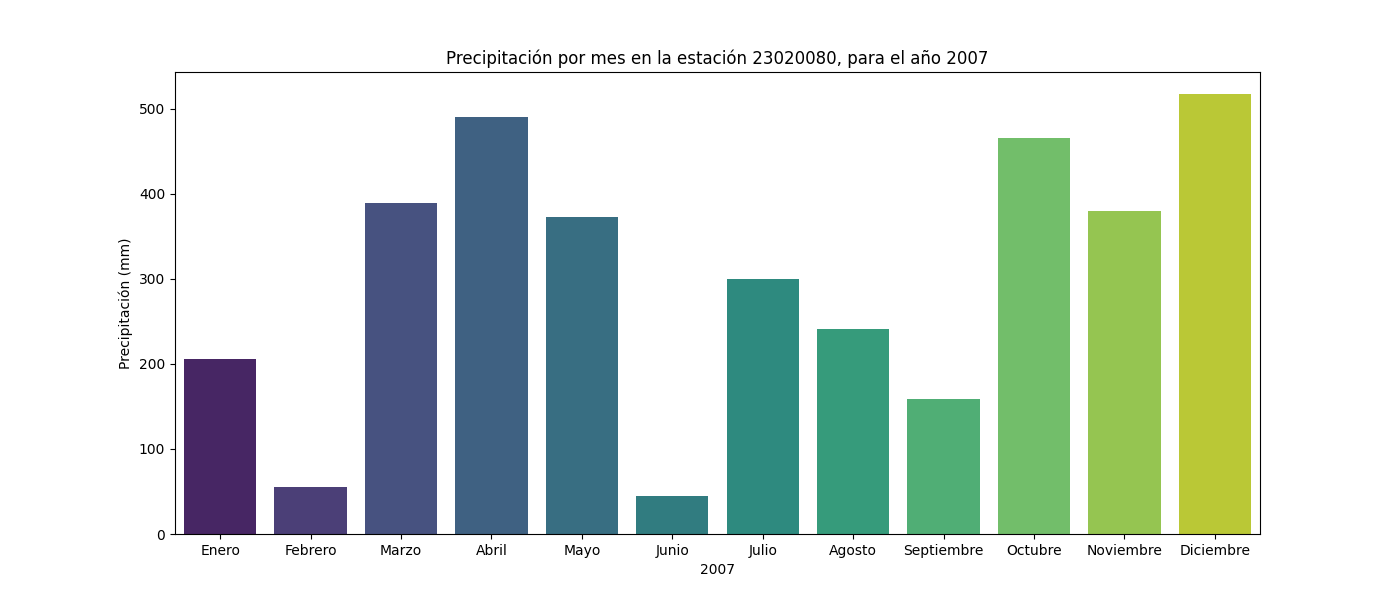 Precipitación por mes en la estación 23020080, para el año 2007
Precipitación (mm)
500
400
300
200
100
0
Enero Febrero Marzo Abril Mayo Junio Julio Agosto Septiembre Octubre Noviembre Diciembre
2007